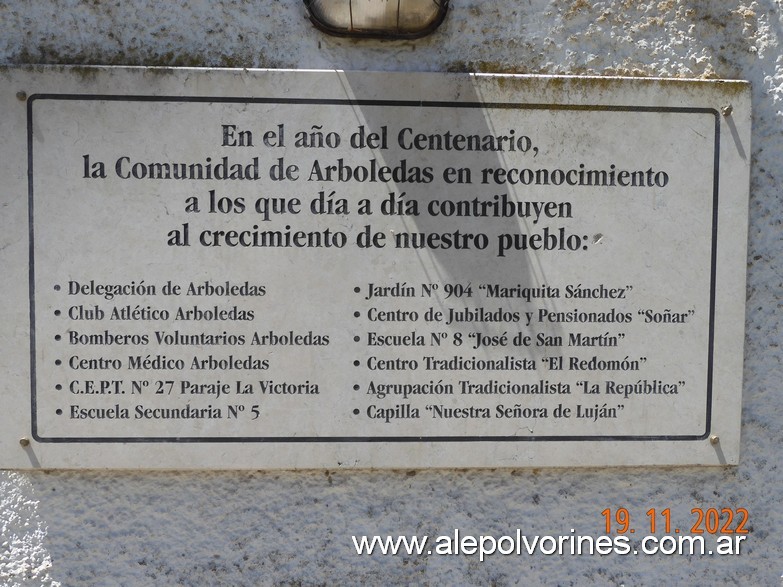 En el año del Centenario,
la Comunidad de Arboledas en reconocimiento
a los que día a día contribuyen
al crecimiento de nuestro pueblo:
• Delegación de Arboledas
• Club Atlético Arboledas
• Bomberos Voluntarios Arboledas
• Centro Médico Arboledas
• C.E.P.T. Nº 27 Paraje La Victoria
• Escuela Secundaria Nº 5
• Jardín Nº 904 “Mariquita Sánchez”
• Centro de Jubilados y Pensionados “Soñar”
• Escuela Nº 8 “José de San Martín”
• Centro Tradicionalista “El Redomón”
• Agrupación Tradicionalista “La República”
• Capilla “Nuestra Señora de Luján”
19. 11. 2022
www.alepolvorines.com.ar